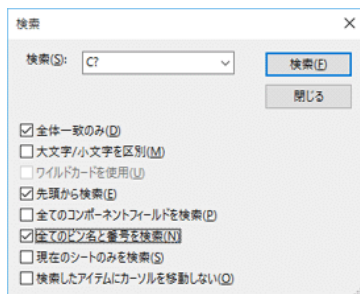 検索
検索(S): C? 検索(F)
閉じる
全体一致のみ(D)
大文字/小文字を区別(M)
ワイルドカードを使用(U)
先頭から検索(E)
全てのコンポーネントフィールドを検索(P)
全てのピン名と番号を検索(N)
現在のシートのみを検索(S)
検索したアイテムにカーソルを移動しない(O)